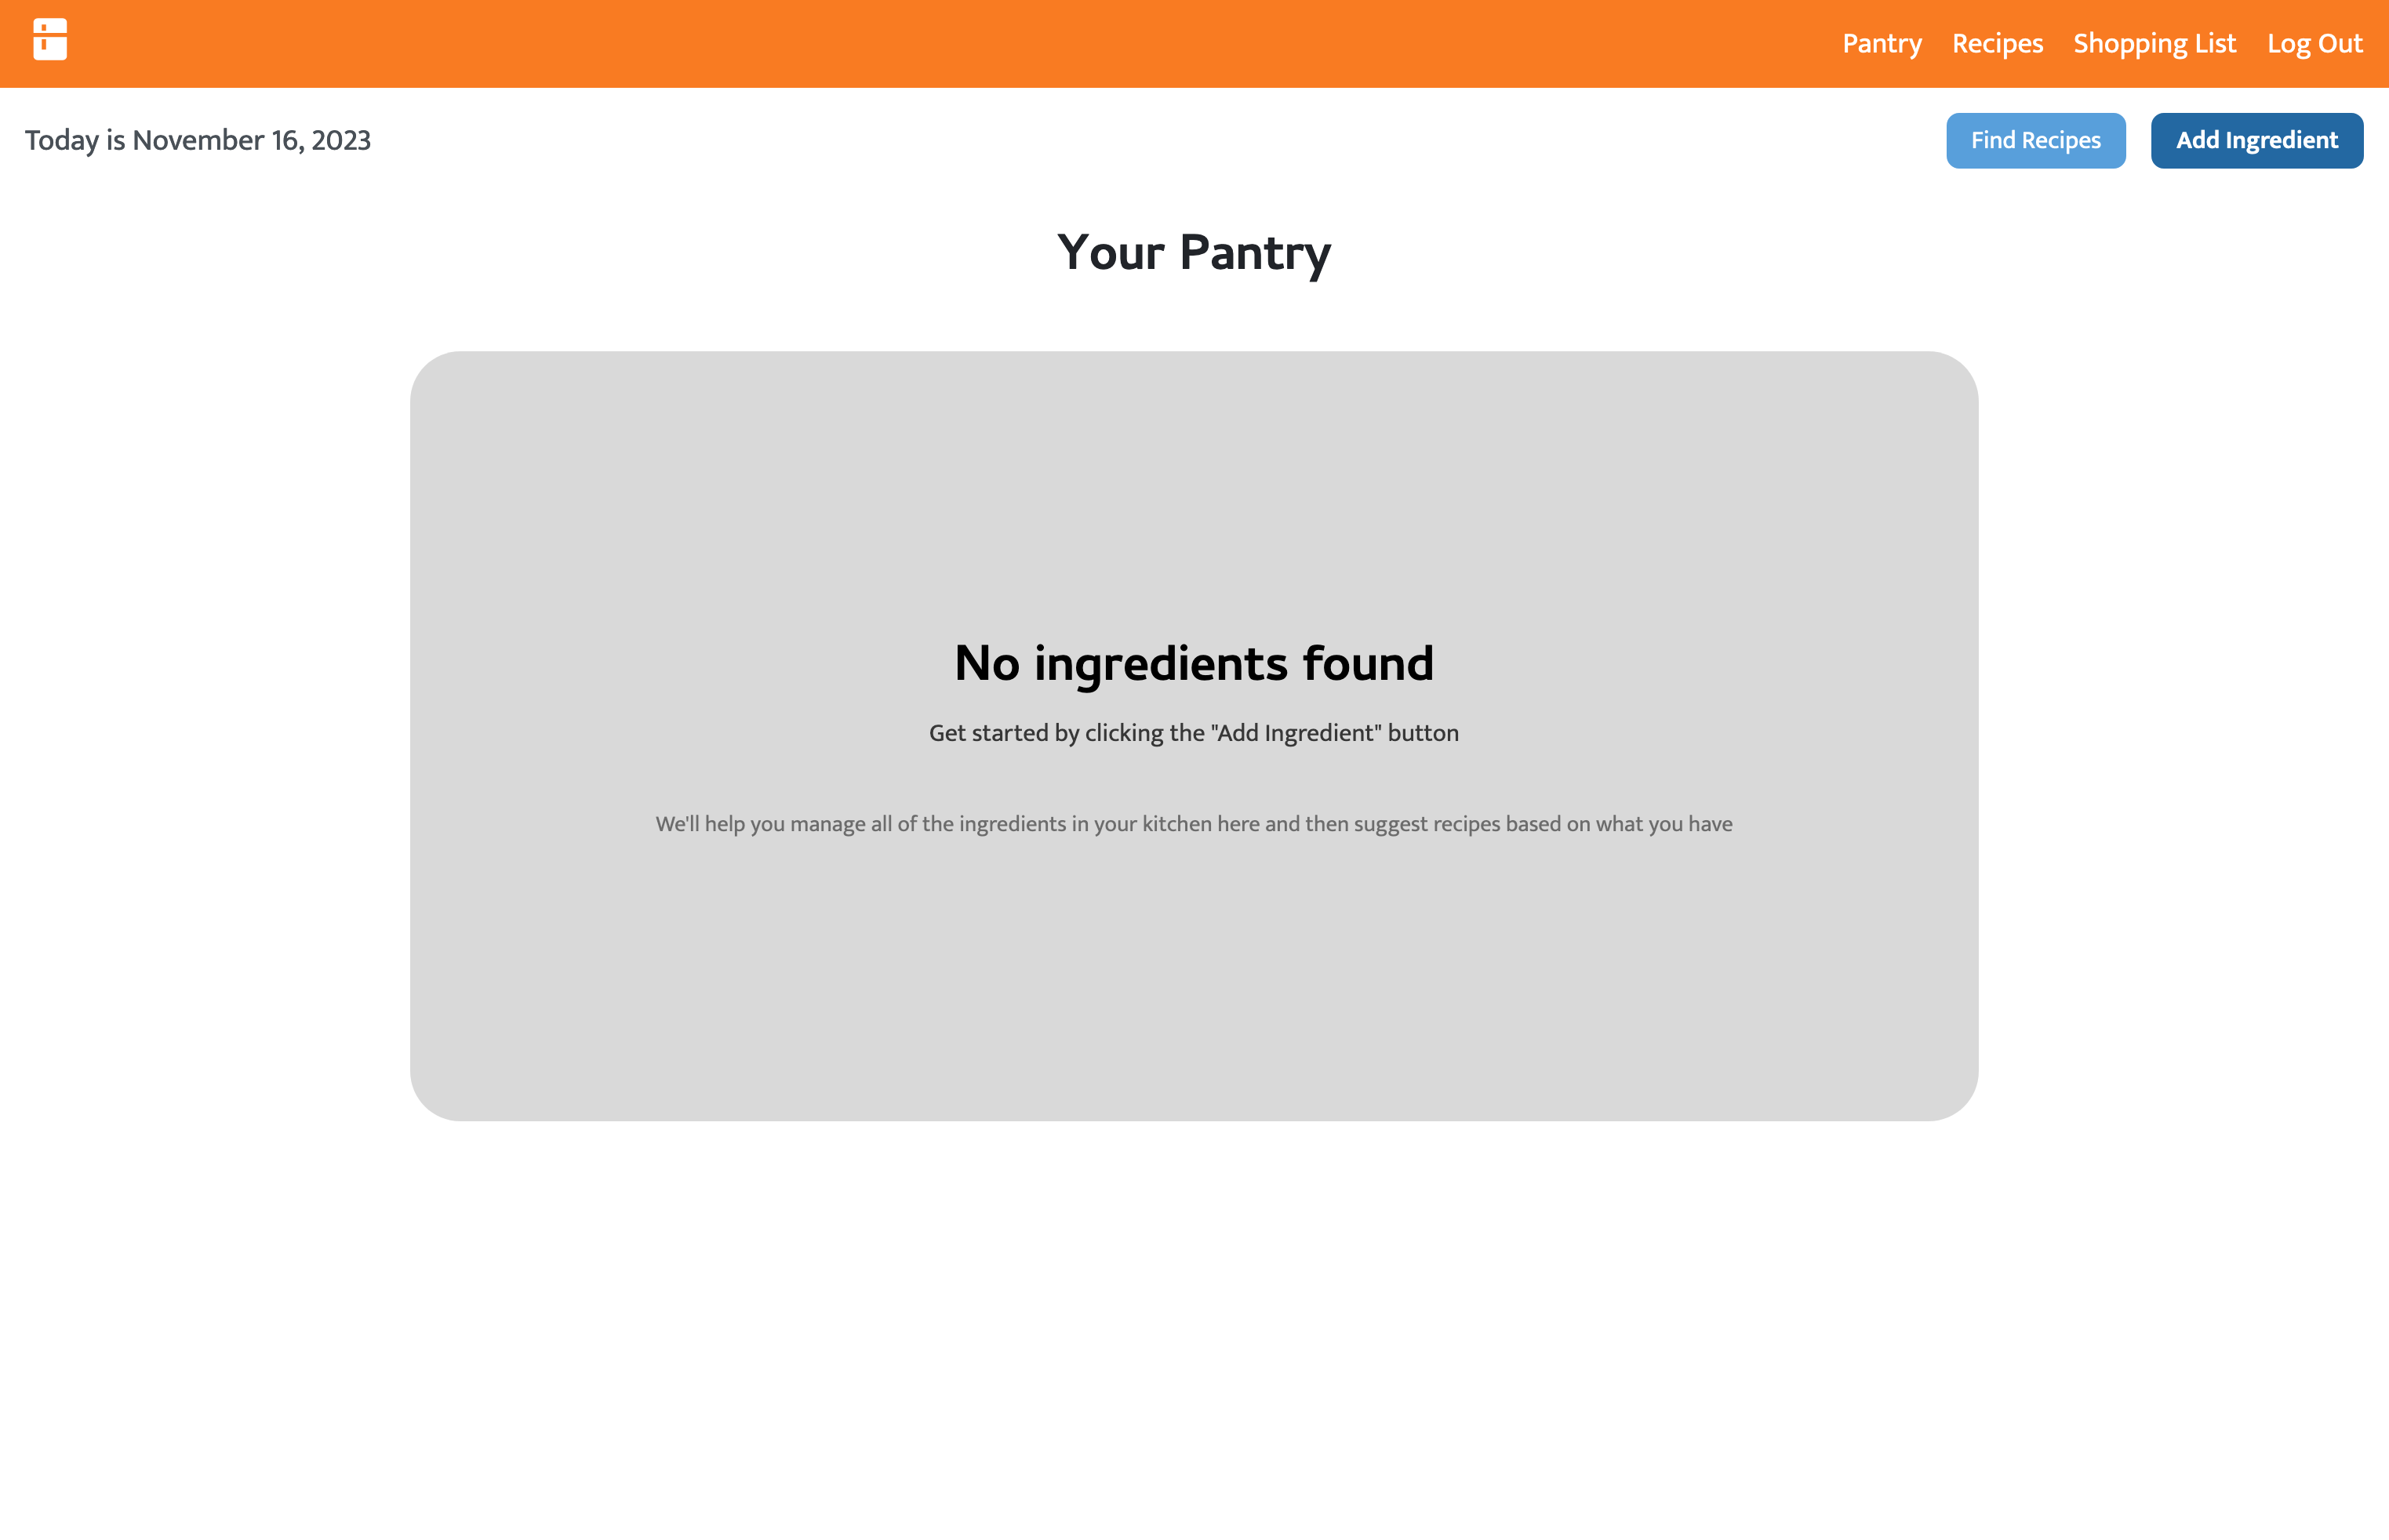 Pantry Recipes Shopping List Log Out
Today is November 16, 2023
Find Recipes
Add Ingredient
Your Pantry
No ingredients found
Get started by clicking the "Add Ingredient" button
We'll help you manage all of the ingredients in your kitchen here and then suggest recipes based on what you have